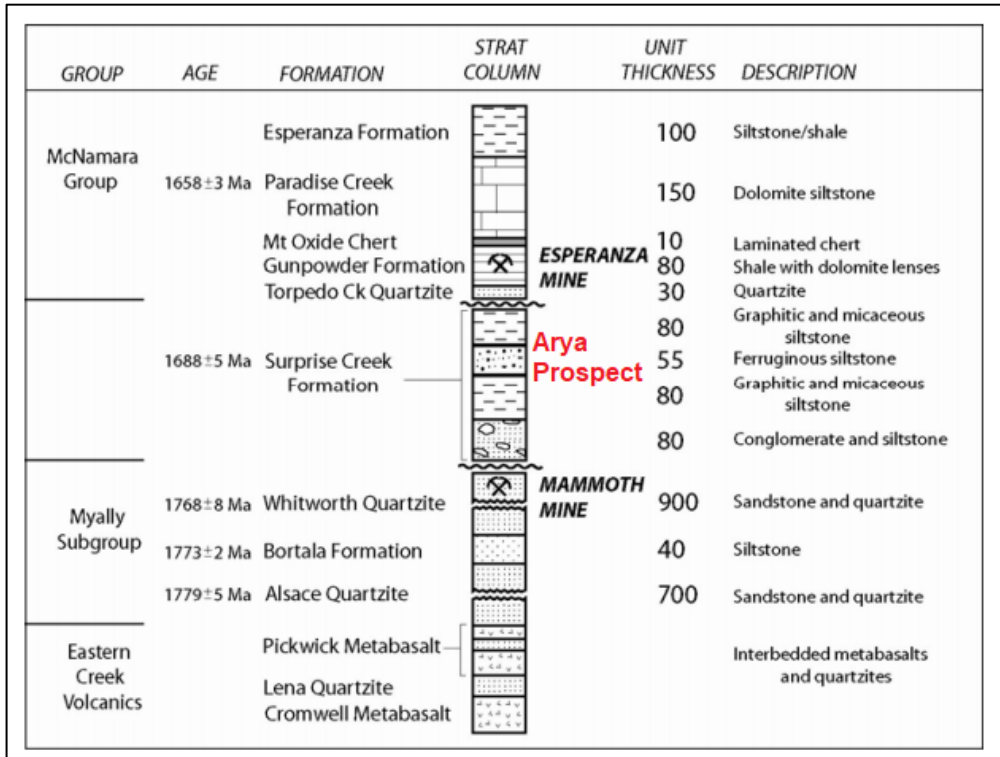 GROUP AGE FORMATION STRAT COLUMN UNIT THICKNESS DESCRIPTION
McNamara Group
Esperanza Formation 100 Siltstone/shale
1658±3 Ma Paradise Creek Formation 150 Dolomite siltstone
Mt Oxide Chert 10 Laminated chert
Gunpowder Formation ESPERANZA MINE 80 Shale with dolomite lenses
Torpedo Ck Quartzite 30 Quartzite
80 Graphitic and micaceous siltstone
1688±5 Ma Surprise Creek Formation Arya Prospect 55 Ferruginous siltstone
80 Graphitic and micaceous siltstone
80 Conglomerate and siltstone
Myally Subgroup
1768±8 Ma Whitworth Quartzite MAMMOTH MINE 900 Sandstone and quartzite
1773±2 Ma Bortala Formation 40 Siltstone
1779±5 Ma Alsace Quartzite 700 Sandstone and quartzite
Eastern Creek Volcanics
Pickwick Metabasalt Interbedded metabasalts and quartzites
Lena Quartzite
Cromwell Metabasalt